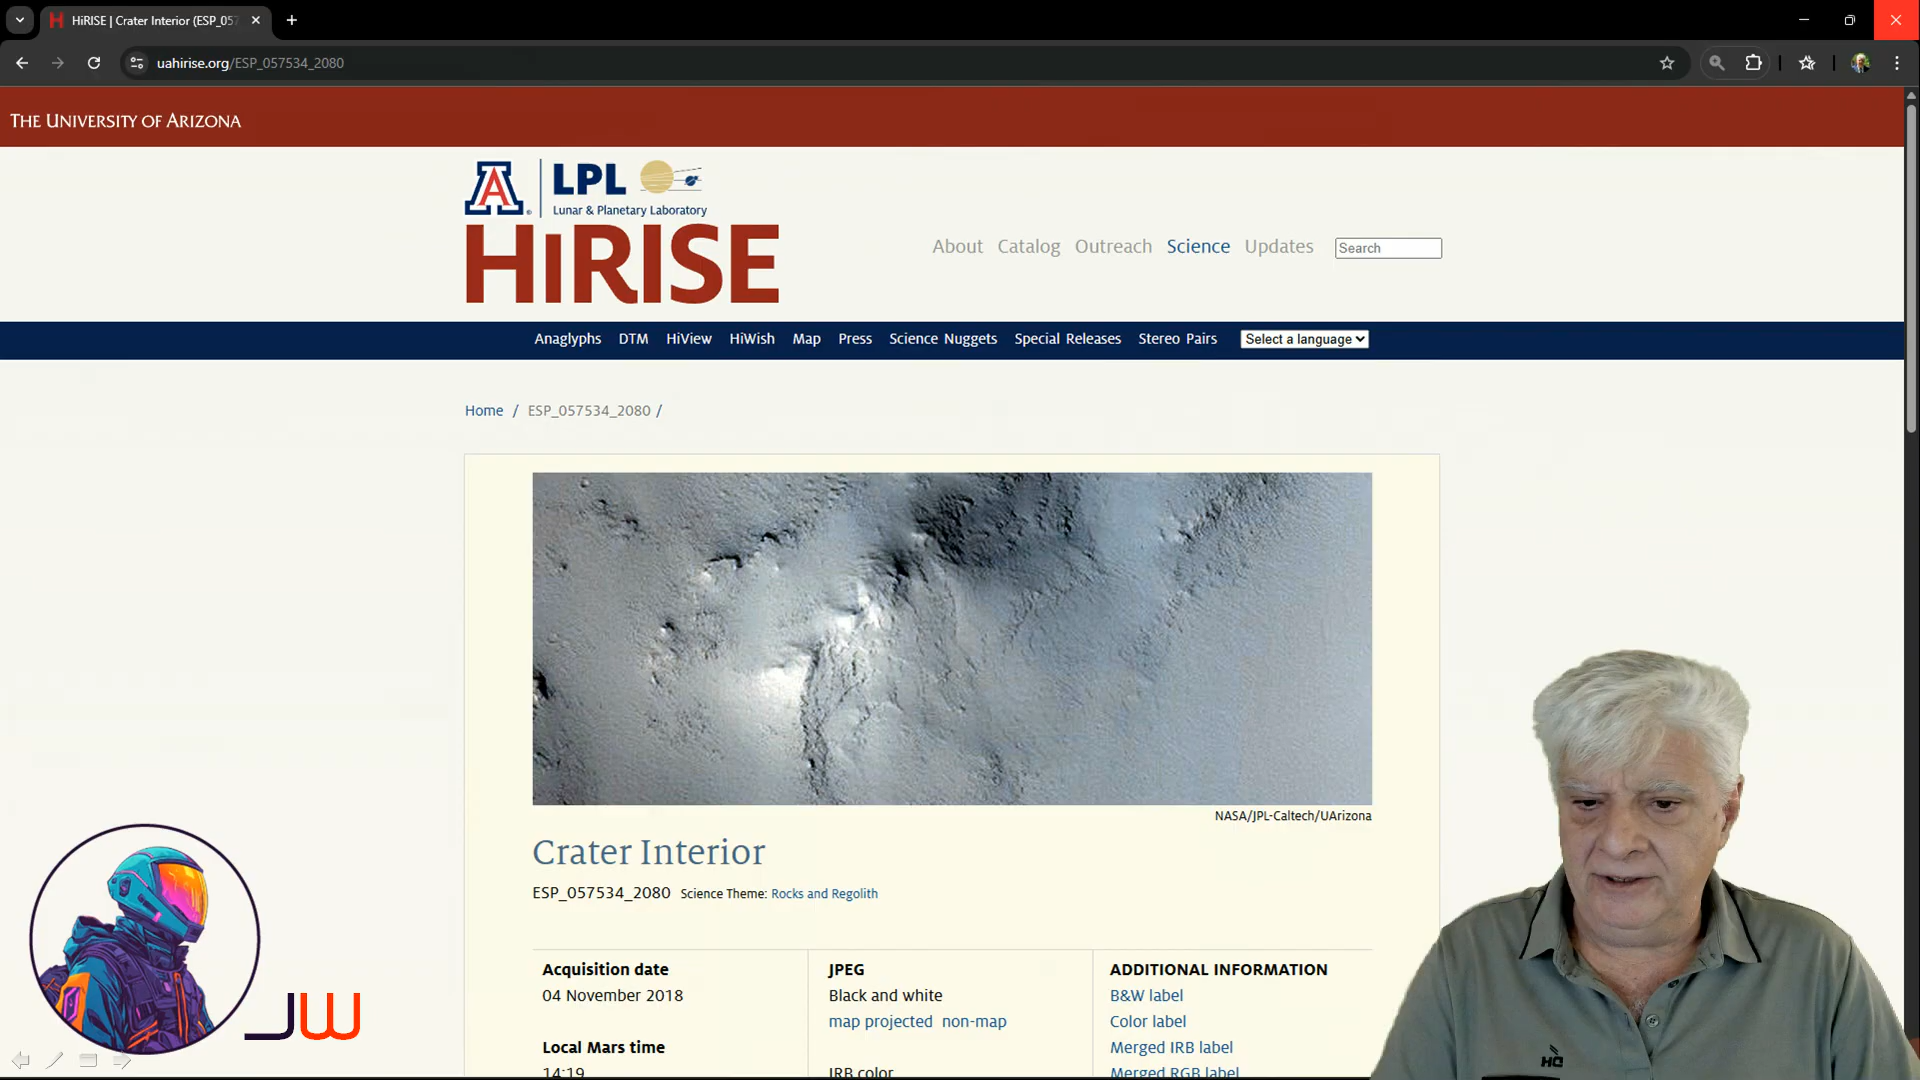 HiRISE | Crater Interior (ESP_057
uahirise.org/ESP_057534_2080
THE UNIVERSITY OF ARIZONA
A LPL
Lunar & Planetary Laboratory
HiRISE
About Catalog Outreach Science Updates Search
Anaglyphs DTM HiView HiWish Map Press Science Nuggets Special Releases Stereo Pairs Select a language
Home / ESP_057534_2080 /
NASA/JPL-Caltech/UArizona
Crater Interior
ESP_057534_2080 Science Theme: Rocks and Regolith
Acquisition date
04 November 2018
Local Mars time
14:19
JPEG
Black and white
map projected non-map
IRB color
ADDITIONAL INFORMATION
B&W label
Color label
Merged IRB label
Merged RGB label
JW
HQ